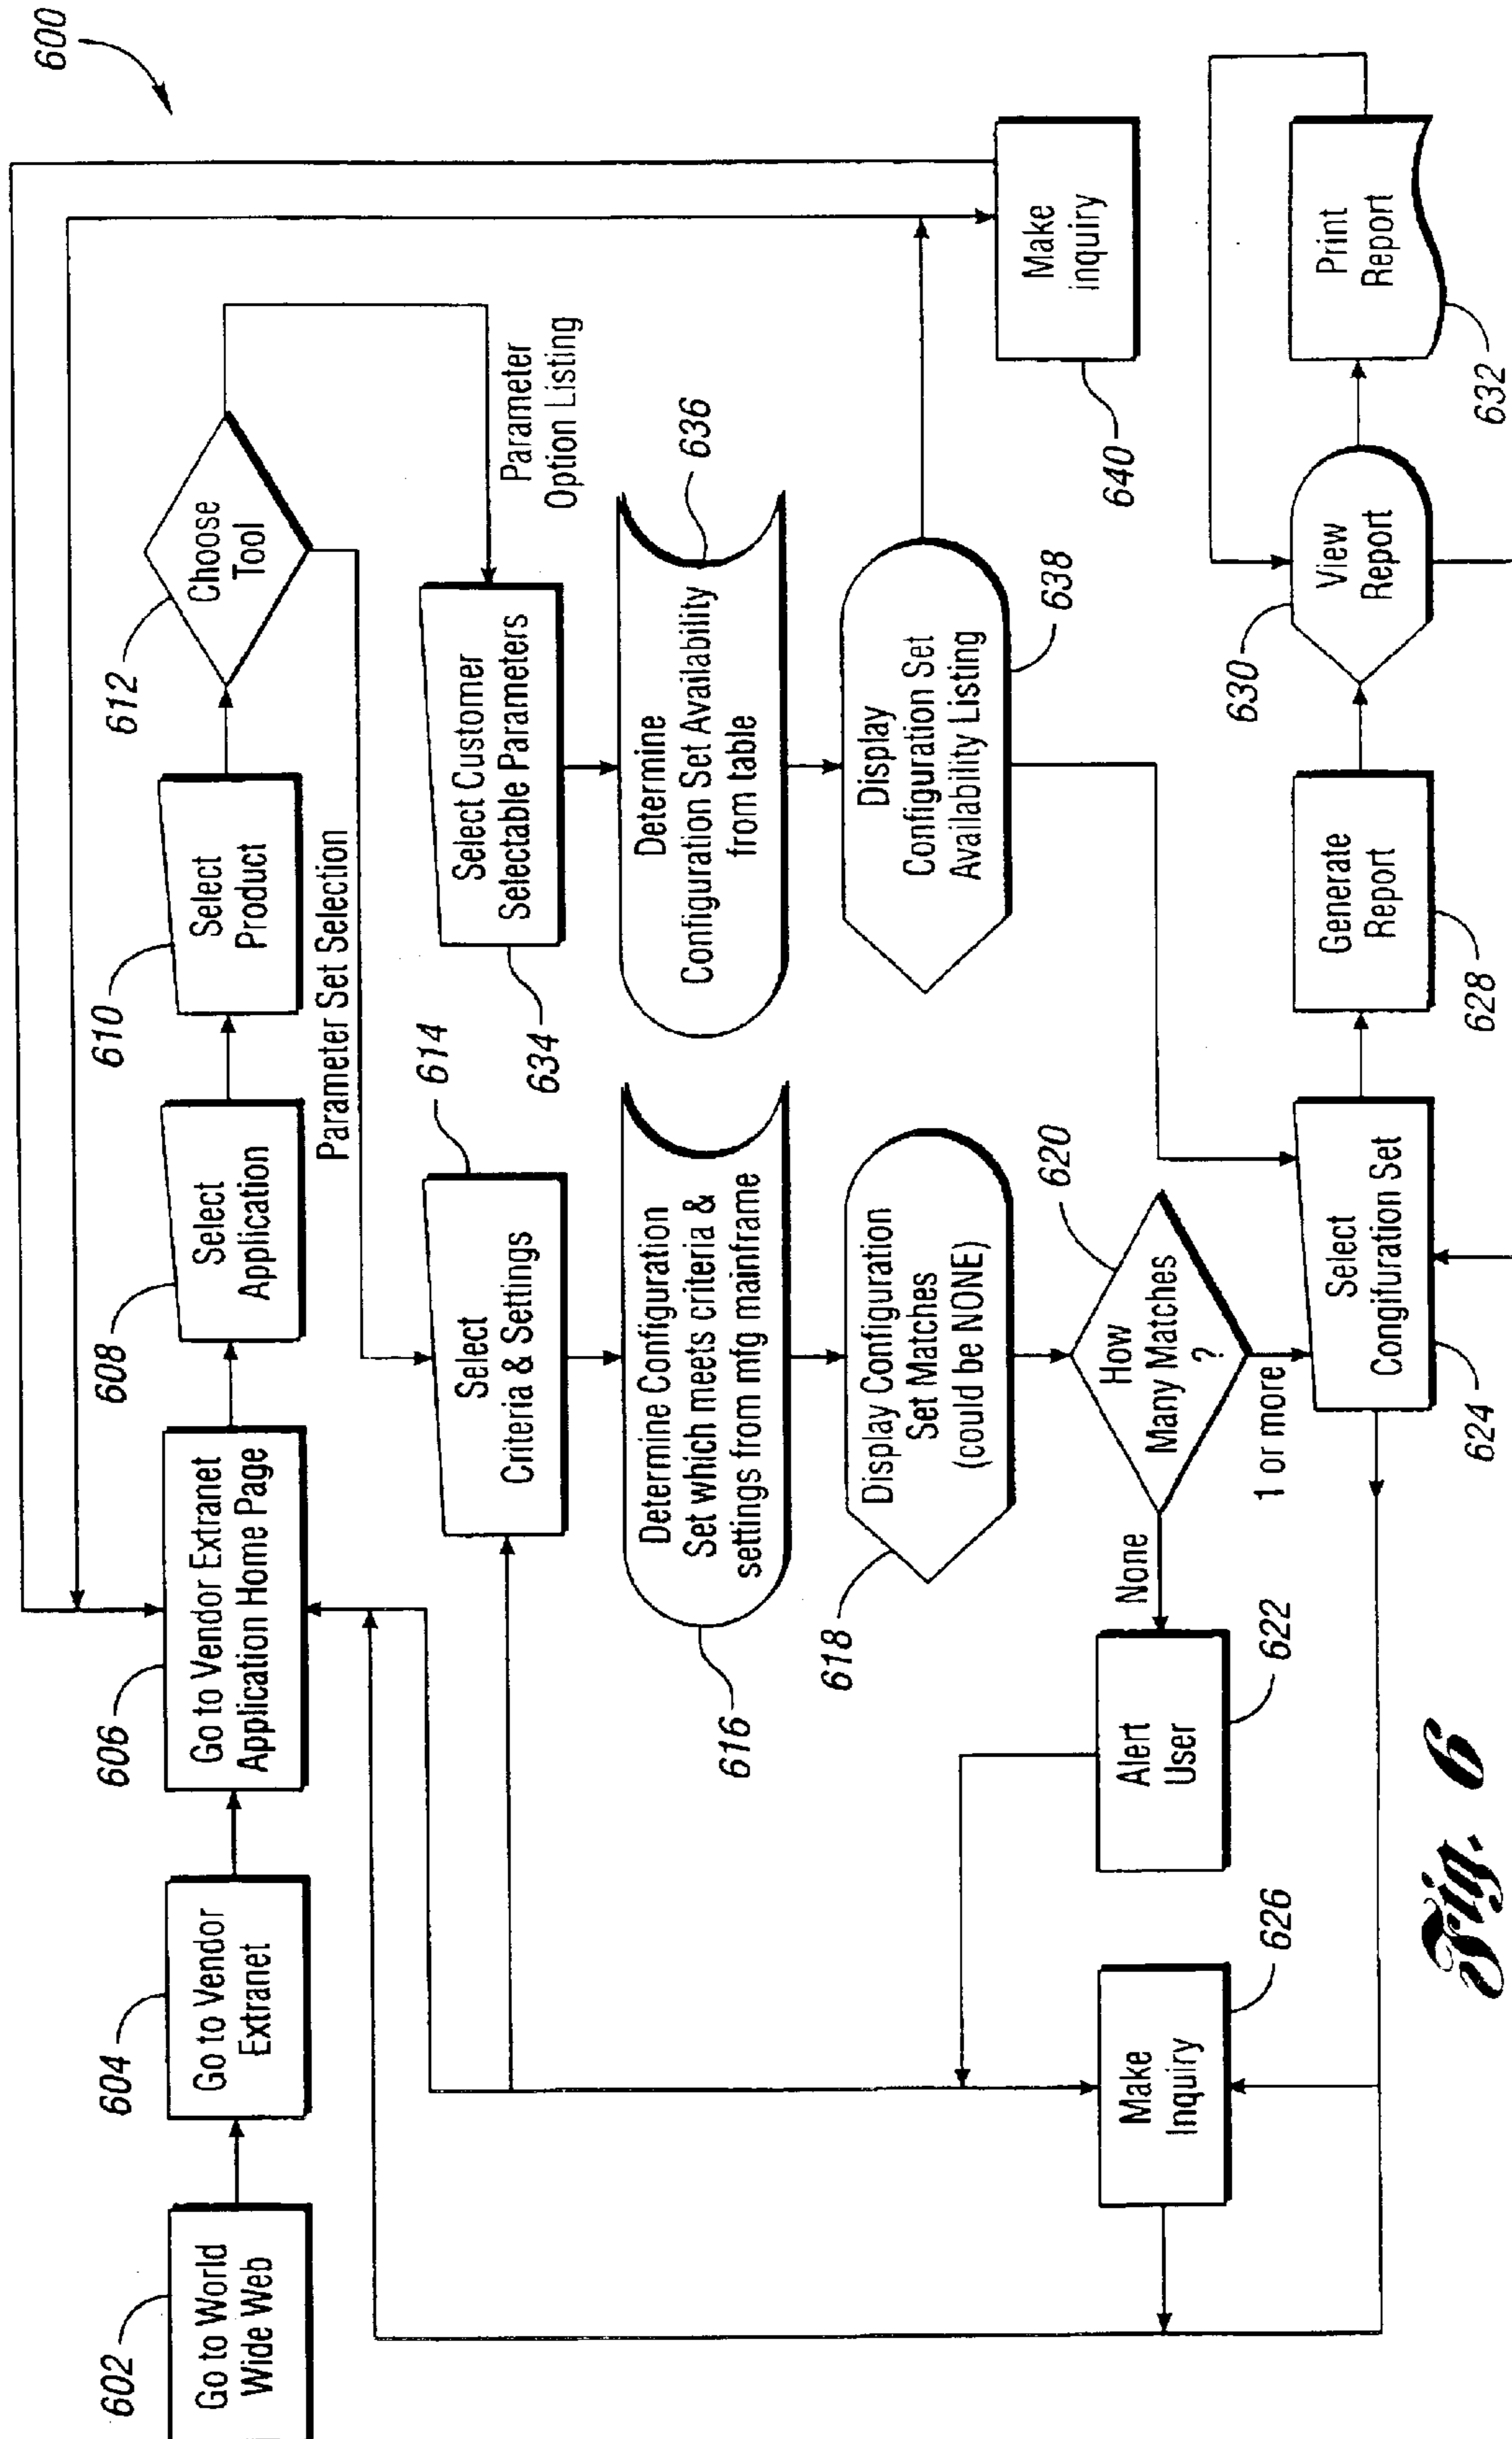 600
602
Go to World
Wide Web
604
Go to Vendor
Extranet
606
Go to Vendor Extranet
Application Home Page
608
Select
Application
610
Select
Product
612
Choose
Tool
Parameter Set Selection
Parameter
Option Listing
614
Select
Criteria & Settings
616
Determine Configuration
Set which meets criteria &
settings from mfg mainframe
618
Display Configuration
Set Matches
(could be NONE)
620
How
Many Matches
?
None
1 or more
622
Alert
User
626
Make
Inquiry
634
Select Customer
Selectable Parameters
636
Determine
Configuration Set Availability
from table
638
Display
Configuration Set
Availability Listing
640
Make
inquiry
624
Select
Congifuration Set
628
Generate
Report
630
View
Report
632
Print
Report
Fig. 6